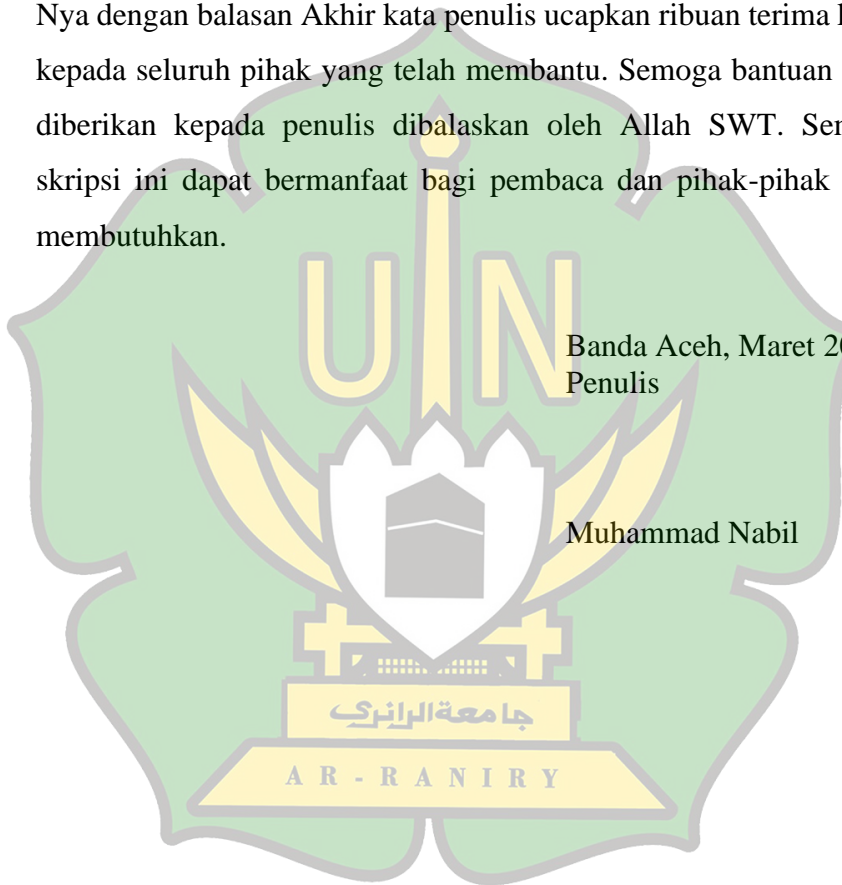 Nya dengan balasan Akhir kata penulis ucapkan ribuan terima
kepada seluruh pihak yang telah membantu. Semoga bantuan
diberikan kepada penulis dibalaskan oleh Allah SWT.
skripsi ini dapat bermanfaat bagi pembaca dan pihak-pihak
membutuhkan.
Banda Aceh, Maret
Penulis
UIN
Muhammad Nabil
جامعة الرانري
AR-RANIRY